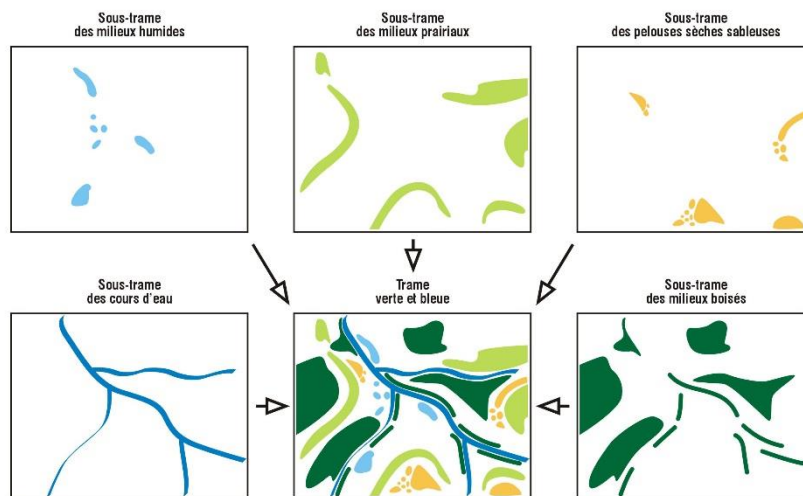 Sous-trame
des milieux humides
Sous-trame
des milieux prairiaux
Sous-trame
des pelouses sèches sableuses
Sous-trame
des cours d'eau
Trame
verte et bleue
Sous-trame
des milieux boisés